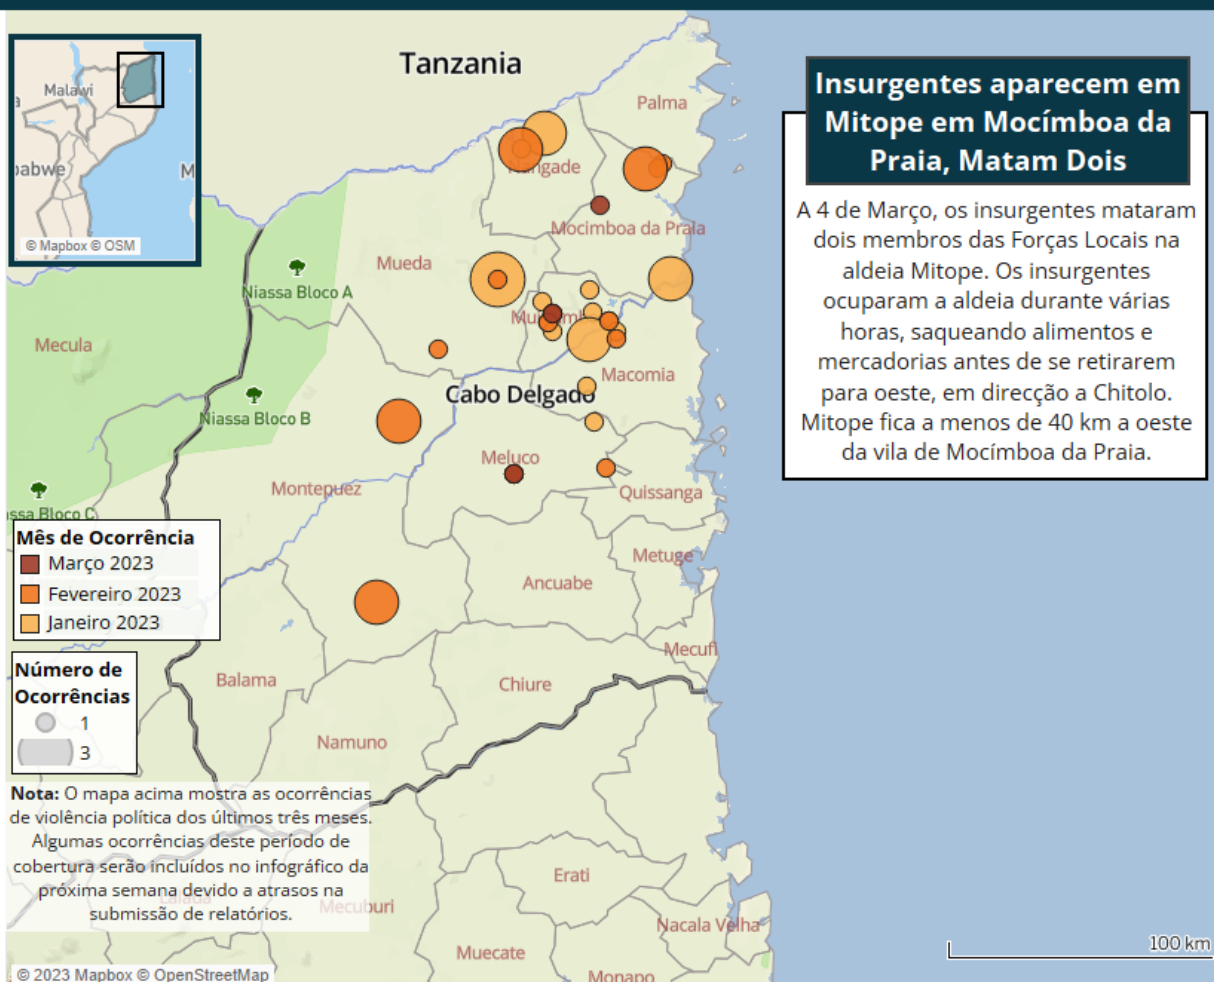 Malawi
M
© Mapbox © OSM
Tanzania
Palma
Mocimboa da Praia
Mueda
Niassa Bloco A
Mecula
Niassa Bloco B
Macomia
Cabo Delgado
Meluco
Montepuez
Quissanga
Metuge
Ancuabe
Mecufi
Balama
Chiure
Namuno
Erati
Mecuburi
Nacala Velha
Muecate
Monapo
Insurgentes aparecem em
Mitope em Mocímboa da
Praia, Matam Dois
A 4 de Março, os insurgentes mataram
dois membros das Forças Locais na
aldeia Mitope. Os insurgentes
ocuparam a aldeia durante várias
horas, saqueando alimentos e
mercadorias antes de se retirarem
para oeste, em direcção a Chitolo.
Mitope fica a menos de 40 km a oeste
da vila de Mocímboa da Praia.
Mês de Ocorrência
Março 2023
Fevereiro 2023
Janeiro 2023
Número de
Ocorrências
1
3
Nota: O mapa acima mostra as ocorrências
de violência política dos últimos três meses.
Algumas ocorrências deste período de
cobertura serão incluídos no infográfico da
próxima semana devido a atrasos na
submissão de relatórios.
100 km
© 2023 Mapbox © OpenStreetMap